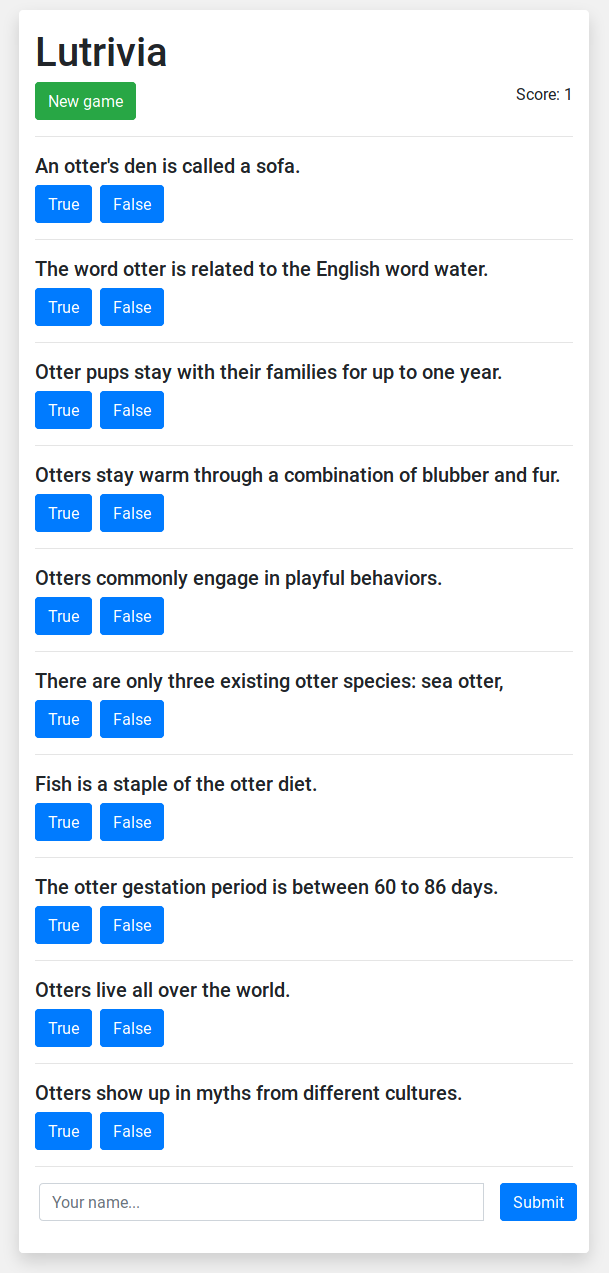 Lutrivia
New game
Score: 1
An otter's den is called a sofa.
True False
The word otter is related to the English word water.
True False
Otter pups stay with their families for up to one year.
True False
Otters stay warm through a combination of blubber and fur.
True False
Otters commonly engage in playful behaviors.
True False
There are only three existing otter species: sea otter,
True False
Fish is a staple of the otter diet.
True False
The otter gestation period is between 60 to 86 days.
True False
Otters live all over the world.
True False
Otters show up in myths from different cultures.
True False
Your name... Submit